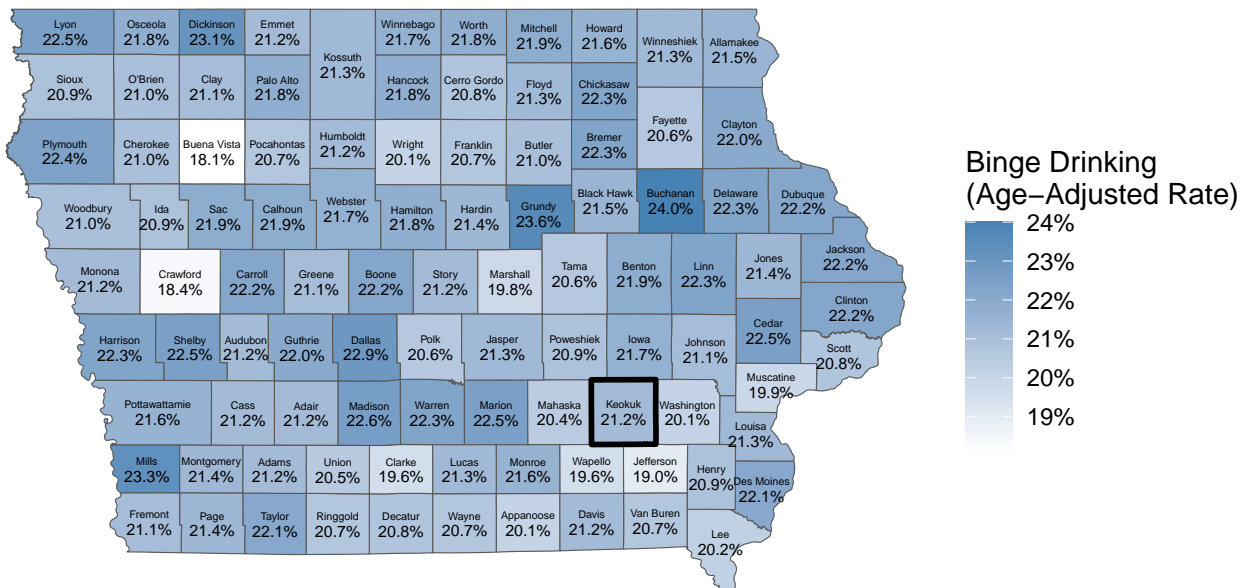 Lyon
22.5%
Osceola
21.8%
Dickinson
23.1%
Emmet
21.2%
Kossuth
21.3%
Winnebago
21.7%
Worth
21.8%
Mitchell
21.9%
Howard
21.6%
Winneshiek
21.3%
Allamakee
21.5%
Sioux
20.9%
O'Brien
21.0%
Clay
21.1%
Palo Alto
21.8%
Hancock
21.8%
Cerro Gordo
20.8%
Floyd
21.3%
Chickasaw
22.3%
Fayette
20.6%
Clayton
22.0%
Plymouth
22.4%
Cherokee
21.0%
Buena Vista
18.1%
Pocahontas
20.7%
Humboldt
21.2%
Wright
20.1%
Franklin
20.7%
Butler
21.0%
Bremer
22.3%
Woodbury
21.0%
Ida
20.9%
Sac
21.9%
Calhoun
21.9%
Webster
21.7%
Hamilton
21.8%
Hardin
21.4%
Grundy
23.6%
Black Hawk
21.5%
Buchanan
24.0%
Delaware
22.3%
Dubuque
22.2%
Monona
21.2%
Crawford
18.4%
Carroll
22.2%
Greene
21.1%
Boone
22.2%
Story
21.2%
Marshall
19.8%
Tama
20.6%
Benton
21.9%
Linn
22.3%
Jones
21.4%
Jackson
22.2%
Clinton
22.2%
Harrison
22.3%
Shelby
22.5%
Audubon
21.2%
Guthrie
22.0%
Dallas
22.9%
Polk
20.6%
Jasper
21.3%
Poweshiek
20.9%
Iowa
21.7%
Johnson
21.1%
Cedar
22.5%
Scott
20.8%
Muscatine
19.9%
Pottawattamie
21.6%
Cass
21.2%
Adair
21.2%
Madison
22.6%
Warren
22.3%
Marion
22.5%
Mahaska
20.4%
Keokuk
21.2%
Washington
20.1%
Louisa
21.3%
Mills
23.3%
Montgomery
21.4%
Adams
21.2%
Union
20.5%
Clarke
19.6%
Lucas
21.3%
Monroe
21.6%
Wapello
19.6%
Jefferson
19.0%
Henry
20.9%
Des Moines
22.1%
Fremont
21.1%
Page
21.4%
Taylor
22.1%
Ringgold
20.7%
Decatur
20.8%
Wayne
20.7%
Appanoose
20.1%
Davis
21.2%
Van Buren
20.7%
Lee
20.2%
Binge Drinking
(Age−Adjusted Rate)
24%
23%
22%
21%
20%
19%